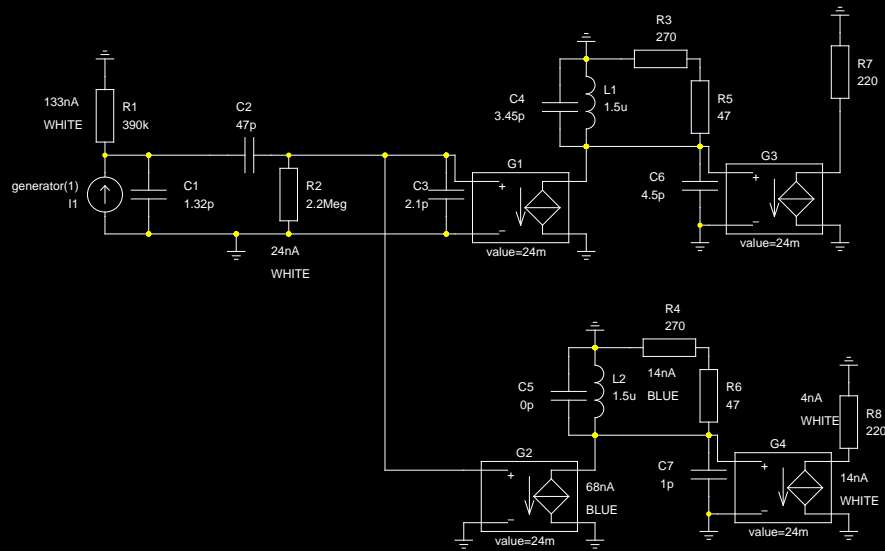 133nA
WHITE
R1
390k
generator(1)
I1
C1
1.32p
C2
47p
R2
2.2Meg
24nA
WHITE
C3
2.1p
G1
+
−
value=24m
C4
3.45p
L1
1.5u
R3
270
R5
47
C6
4.5p
G3
+
−
value=24m
R7
220
G2
+
−
68nA
BLUE
value=24m
C5
0p
L2
1.5u
R4
270
14nA
BLUE
R6
47
C7
1p
G4
+
−
value=24m
4nA
WHITE
R8
220
14nA
WHITE